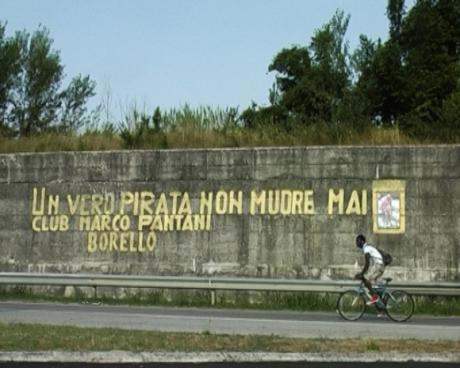 UN VERO PIRATA NON MUORE MAI
CLUB MARCO PANTANI
BORELLO